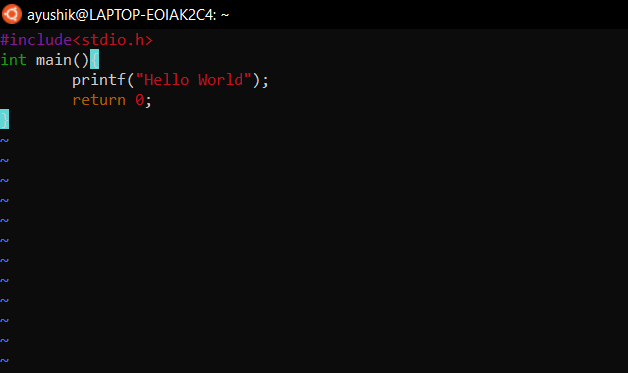 ayushik@LAPTOP-EOIAK2C4: ~
#include<stdio.h>
int main(){
        printf("Hello World");
        return 0;
}
~
~
~
~
~
~
~
~
~
~
~
~